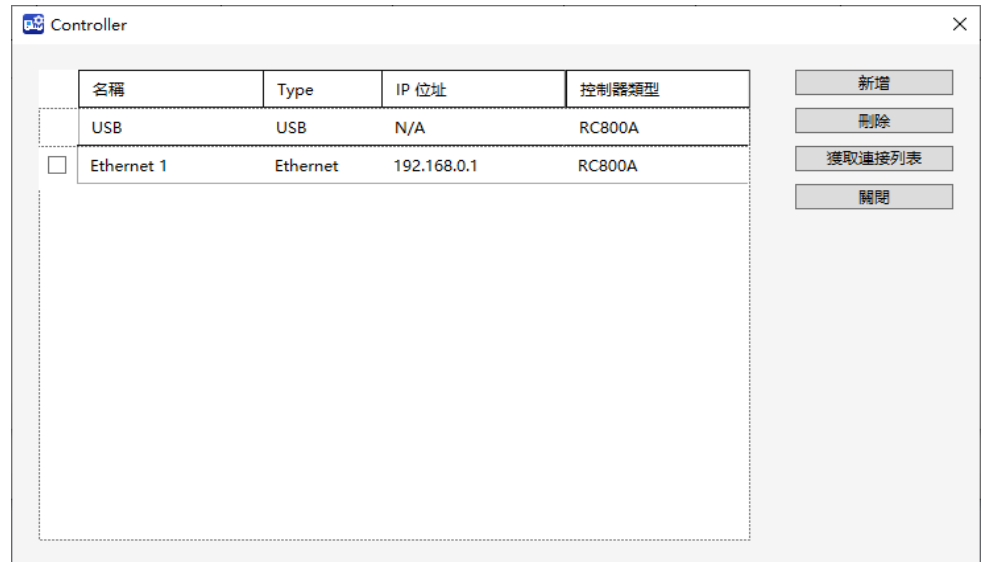 Controller
名稱 Type IP 位址 控制器類型
USB USB N/A RC800A
Ethernet 1 Ethernet 192.168.0.1 RC800A
新增
刪除
獲取連接列表
關閉